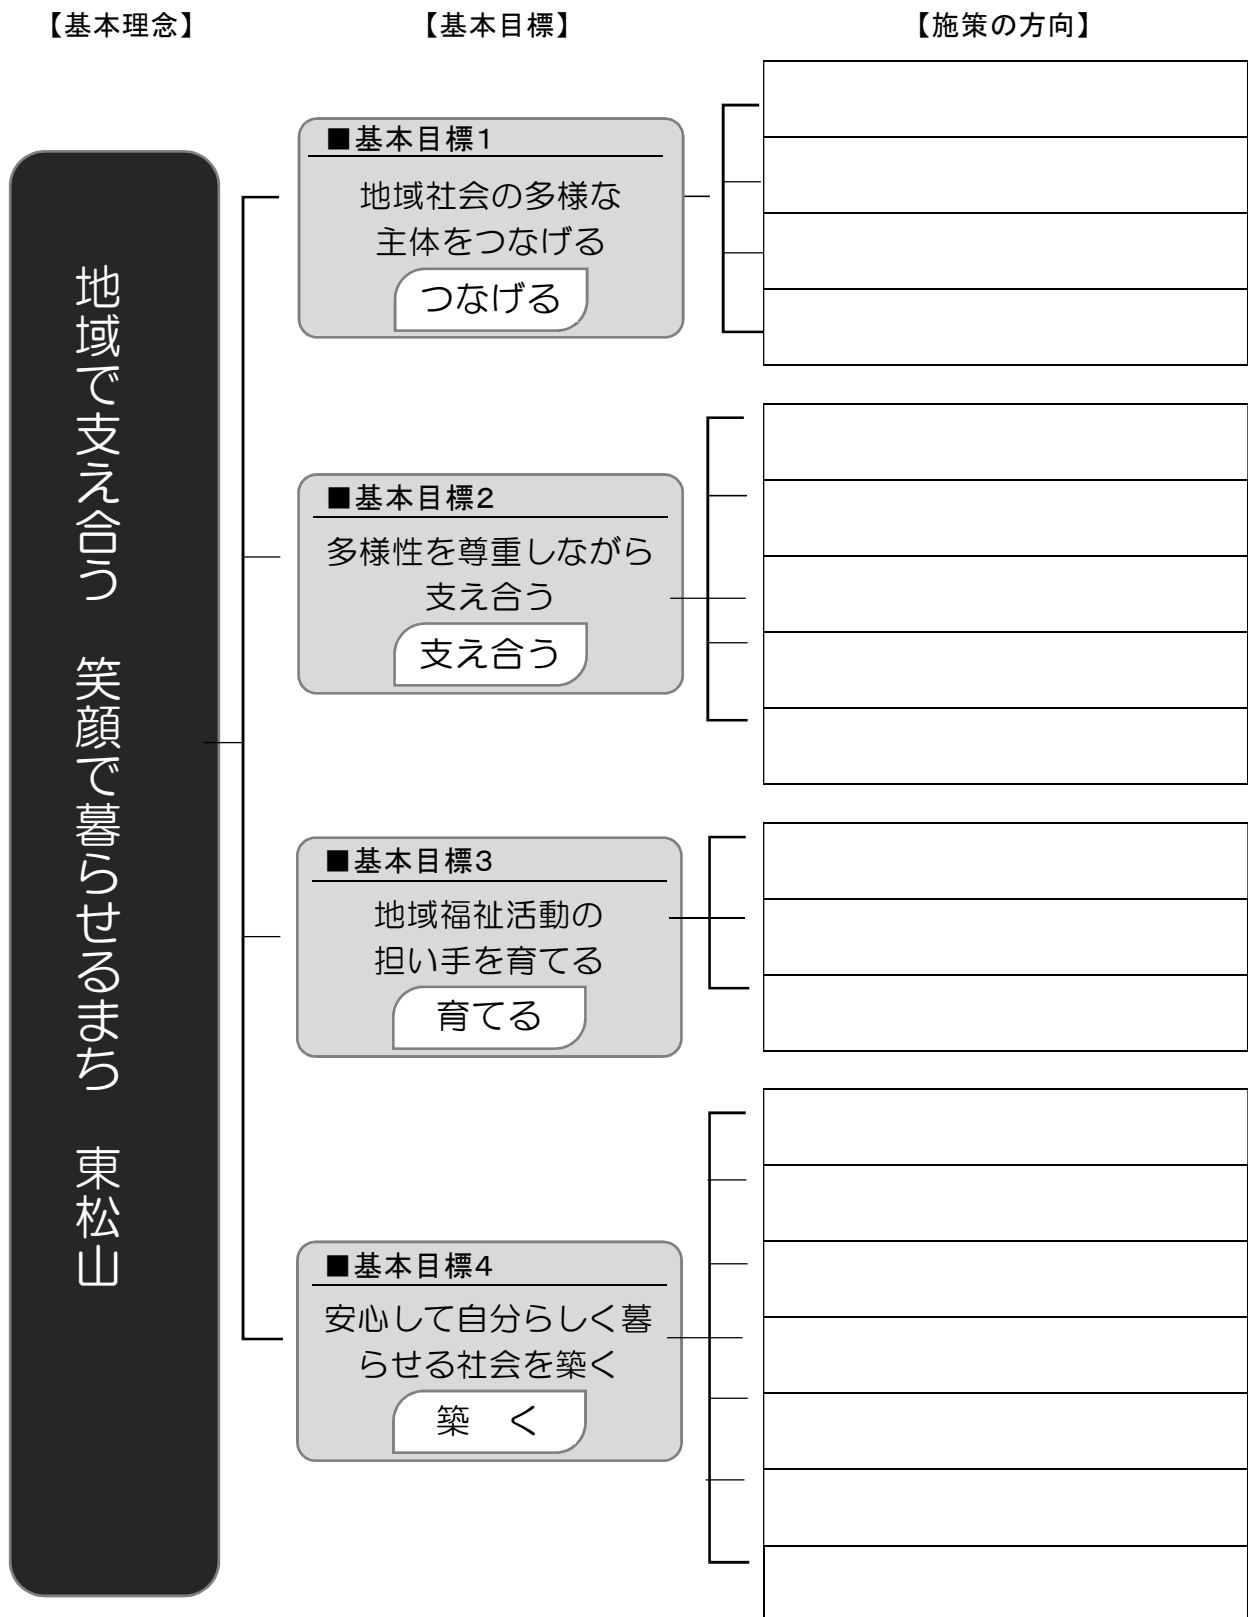 【基本理念】
【基本目標】
【施策の方向】
地域で支え合う　笑顔で暮らせるまち　東松山
■基本目標1
地域社会の多様な
主体をつなげる
つなげる
■基本目標2
多様性を尊重しながら
支え合う
支え合う
■基本目標3
地域福祉活動の
担い手を育てる
育てる
■基本目標4
安心して自分らしく暮
らせる社会を築く
築　く